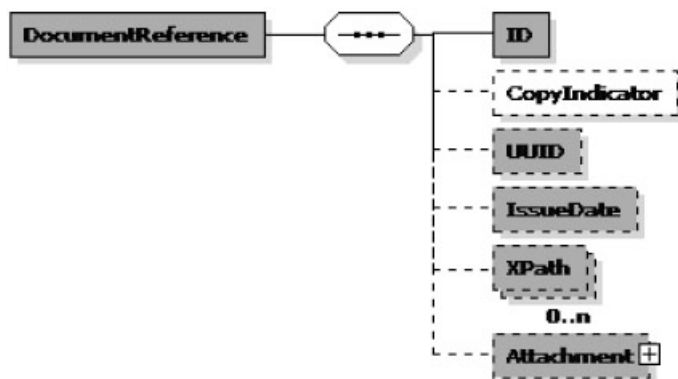 DocumentReference
ID
CopyIndicator
UUID
IssueDate
XPath
0..n
Attachment